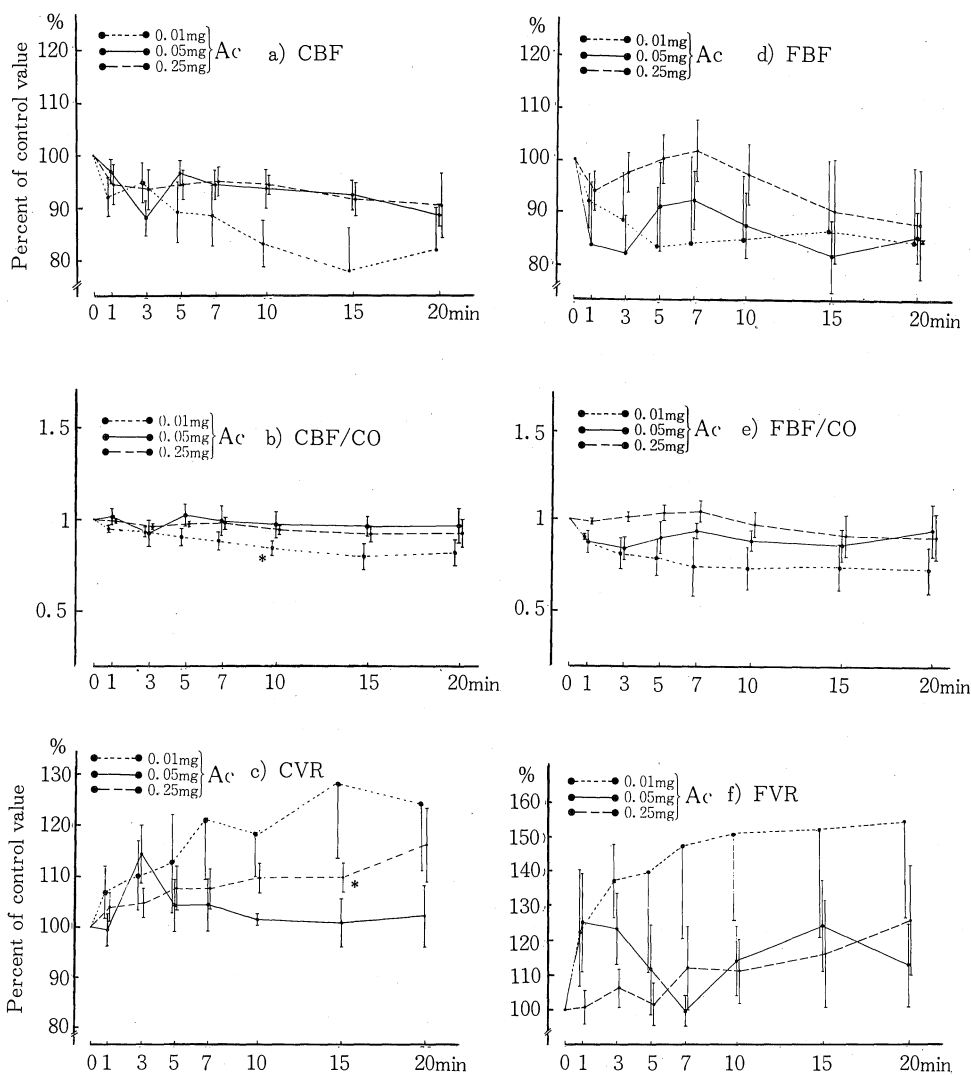 %
120
110
100
90
80
Percent of control value
0.01mg
0.05mg
0.25mg
Ac
a) CBF
0 1 3 5 7 10 15 20min
%
120
110
100
90
80
0.01mg
0.05mg
0.25mg
Ac
d) FBF
0 1 3 5 7 10 15 20min
1.5
1
0.5
0.01mg
0.05mg
0.25mg
Ac
b) CBF/CO
*
0 1 3 5 7 10 15 20min
1.5
1
0.5
0.01mg
0.05mg
0.25mg
Ac
e) FBF/CO
0 1 3 5 7 10 15 20min
%
130
120
110
100
90
80
Percent of control value
0.01mg
0.05mg
0.25mg
Ac
c) CVR
*
0 1 3 5 7 10 15 20min
%
160
150
140
130
120
110
100
0.01mg
0.05mg
0.25mg
Ac
f) FVR
0 1 3 5 7 10 15 20min